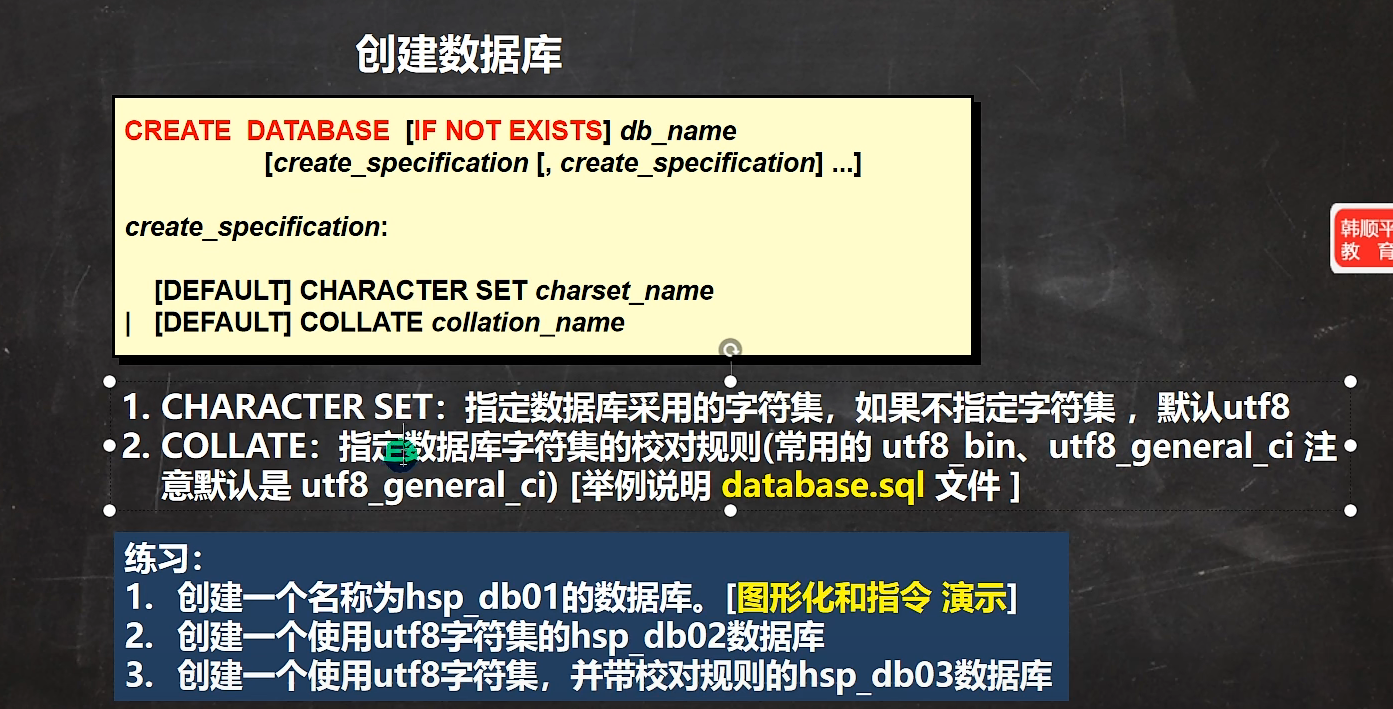 创建数据库
CREATE DATABASE [IF NOT EXISTS] db_name
[create_specification [, create_specification] ...]
create_specification:
[DEFAULT] CHARACTER SET charset_name
| [DEFAULT] COLLATE collation_name
韩顺平
教 育
1. CHARACTER SET：指定数据库采用的字符集，如果不指定字符集，默认utf8
2. COLLATE：指定数据库字符集的校对规则(常用的 utf8_bin、utf8_general_ci 注
意默认是 utf8_general_ci) [举例说明 database.sql 文件 ]
练习：
1. 创建一个名称为hsp_db01的数据库。[图形化和指令 演示]
2. 创建一个使用utf8字符集的hsp_db02数据库
3. 创建一个使用utf8字符集，并带校对规则的hsp_db03数据库